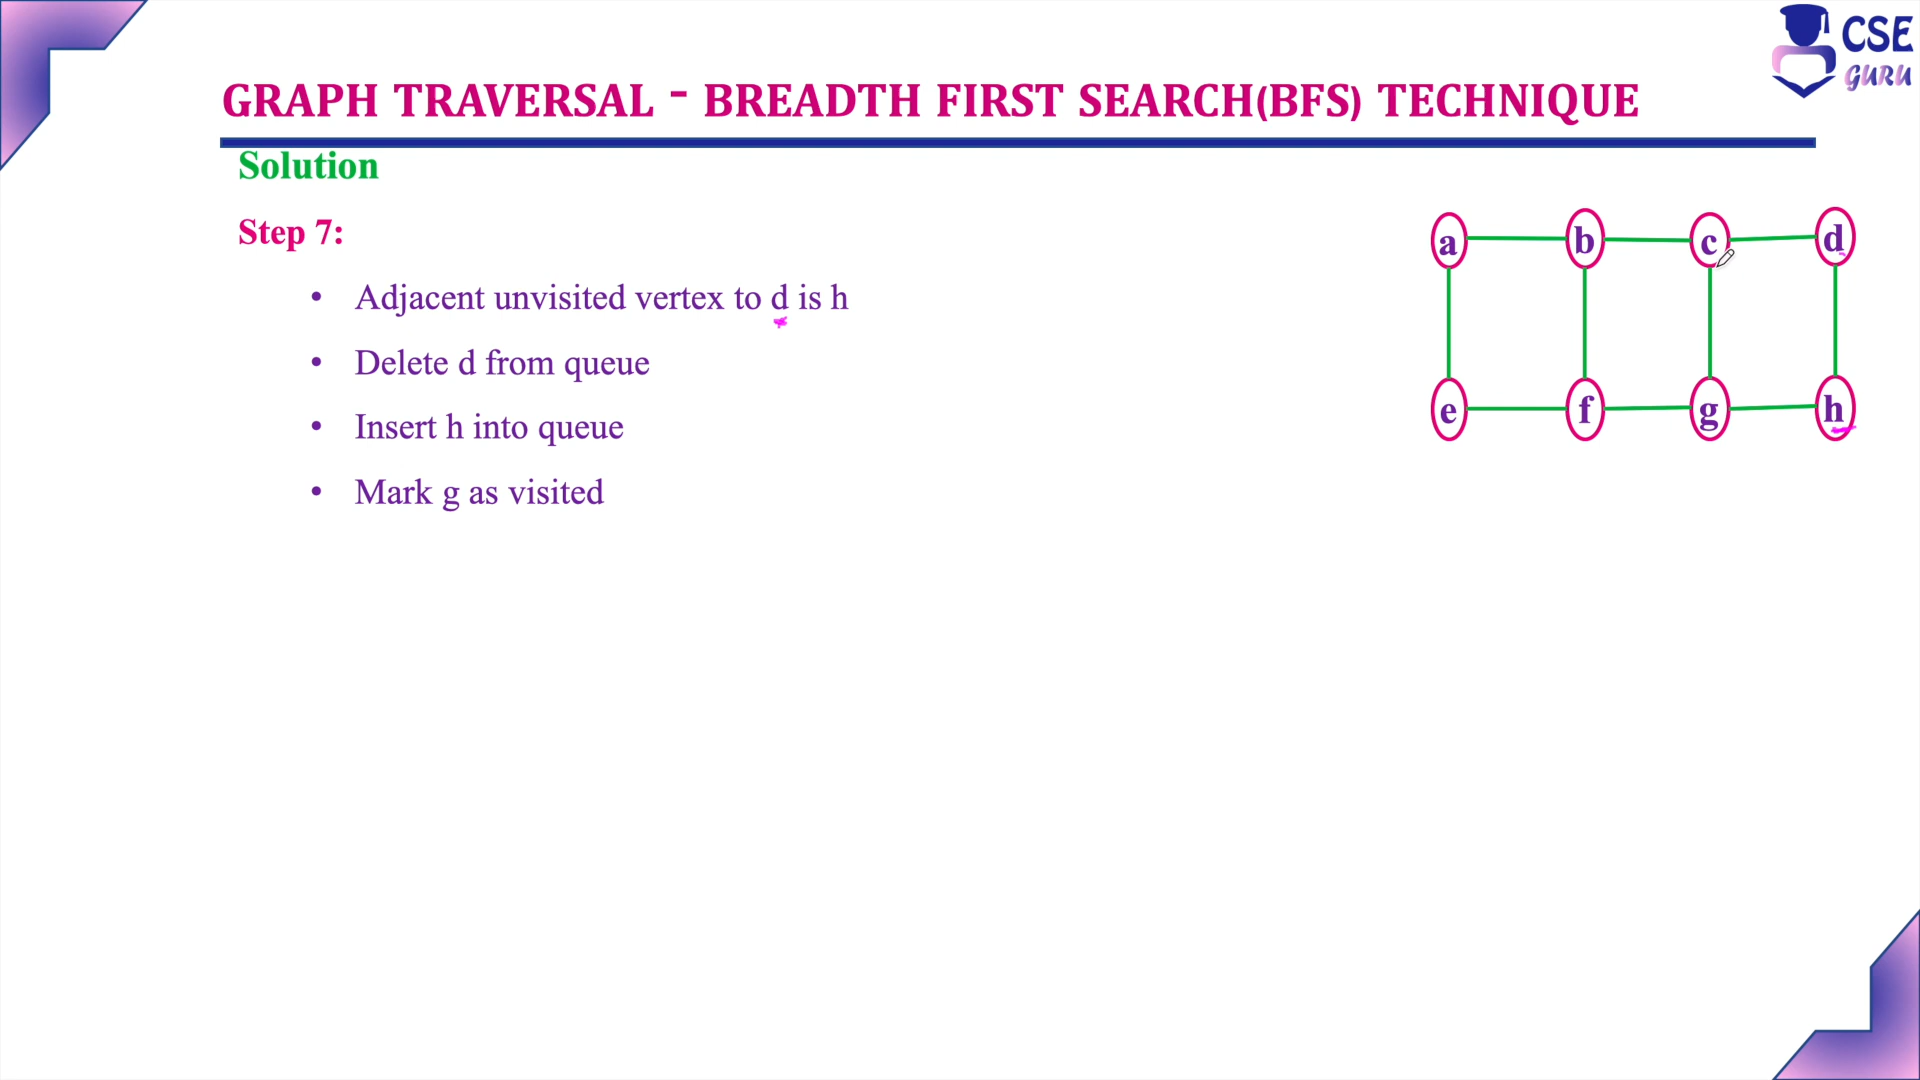 CSE
GURU
GRAPH TRAVERSAL - BREADTH FIRST SEARCH(BFS) TECHNIQUE
Solution
Step 7:
• Adjacent unvisited vertex to d is h
• Delete d from queue
• Insert h into queue
• Mark g as visited
a b c d
e f g h